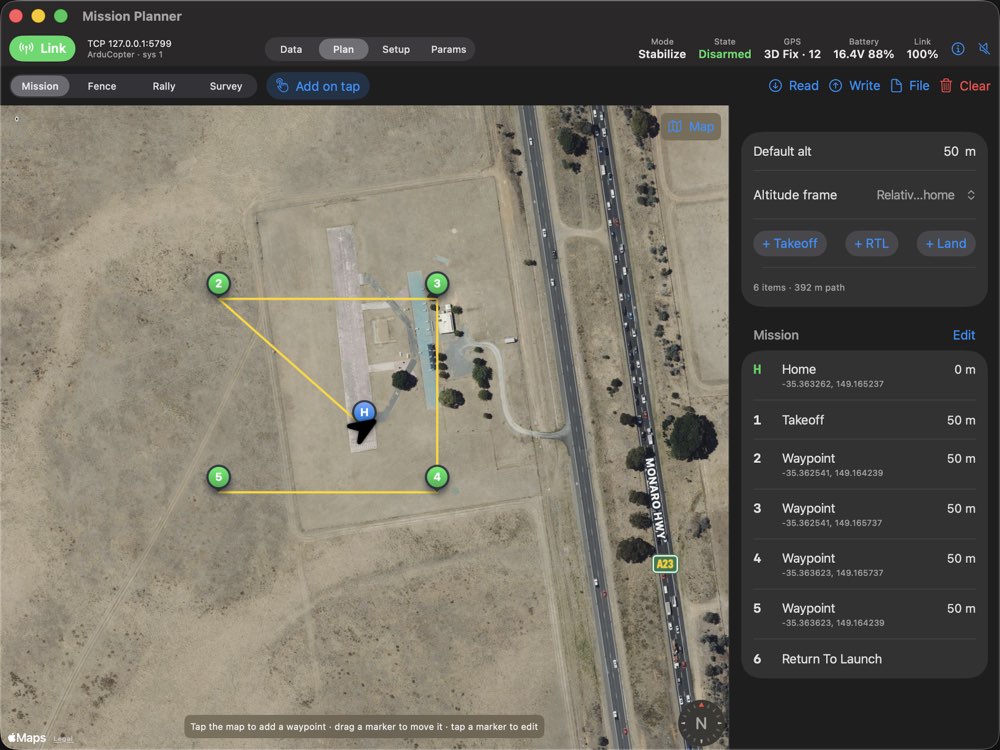 Mission Planner
Link
TCP 127.0.0.1:5799
ArduCopter · sys 1
Data Plan Setup Params
Mode
Stabilize
State
Disarmed
GPS
3D Fix · 12
Battery
16.4V 88%
Link
100%
Mission Fence Rally Survey
Add on tap
Read Write File Clear
Map
2
3
H
5
4
MONARO HWY
A23
Tap the map to add a waypoint · drag a marker to move it · tap a marker to edit
N
Maps Legal
Default alt 50 m
Altitude frame Relativ...home
+ Takeoff + RTL + Land
6 items · 392 m path
Mission Edit
H Home 0 m
-35.363262, 149.165237
1 Takeoff 50 m
2 Waypoint 50 m
-35.362541, 149.164239
3 Waypoint 50 m
-35.362541, 149.165737
4 Waypoint 50 m
-35.363623, 149.165737
5 Waypoint 50 m
-35.363623, 149.164239
6 Return To Launch